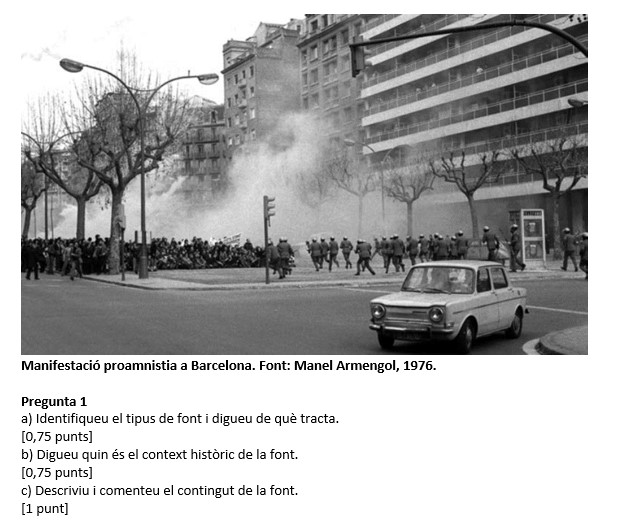 Manifestació proamnistia a Barcelona. Font: Manel Armengol, 1976.
Pregunta 1
a) Identifiqueu el tipus de font i digueu de què tracta.
[0,75 punts]
b) Digueu quin és el context històric de la font.
[0,75 punts]
c) Descriviu i comenteu el contingut de la font.
[1 punt]